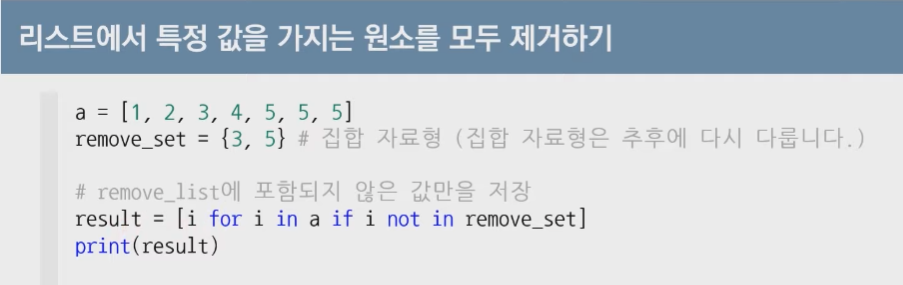 리스트에서 특정 값을 가지는 원소를 모두 제거하기
a = [1, 2, 3, 4, 5, 5, 5]
remove_set = {3, 5} # 집합 자료형 (집합 자료형은 추후에 다시 다룹니다.)
# remove_list에 포함되지 않은 값만을 저장
result = [i for i in a if i not in remove_set]
print(result)